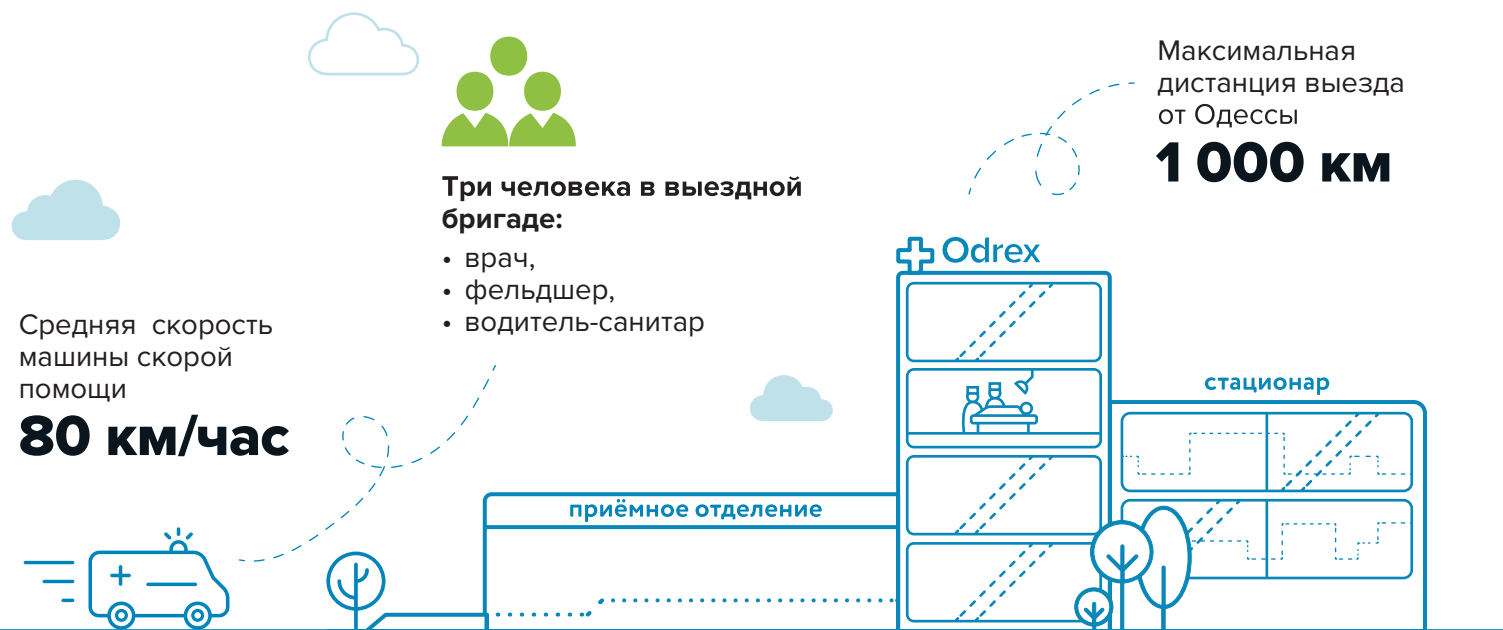 Средняя скорость
машины скорой
помощи
80 км/час
Три человека в выездной
бригаде:
• врач,
• фельдшер,
• водитель-санитар
Максимальная
дистанция выезда
от Одессы
1 000 км
Odrex
стационар
приёмное отделение